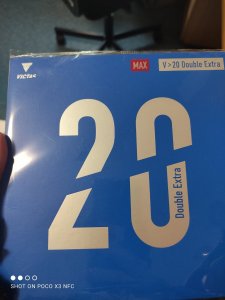 VICTAS
MAX
V>20 Double Extra
20
Double Extra
SHOT ON POCO X3 NFC